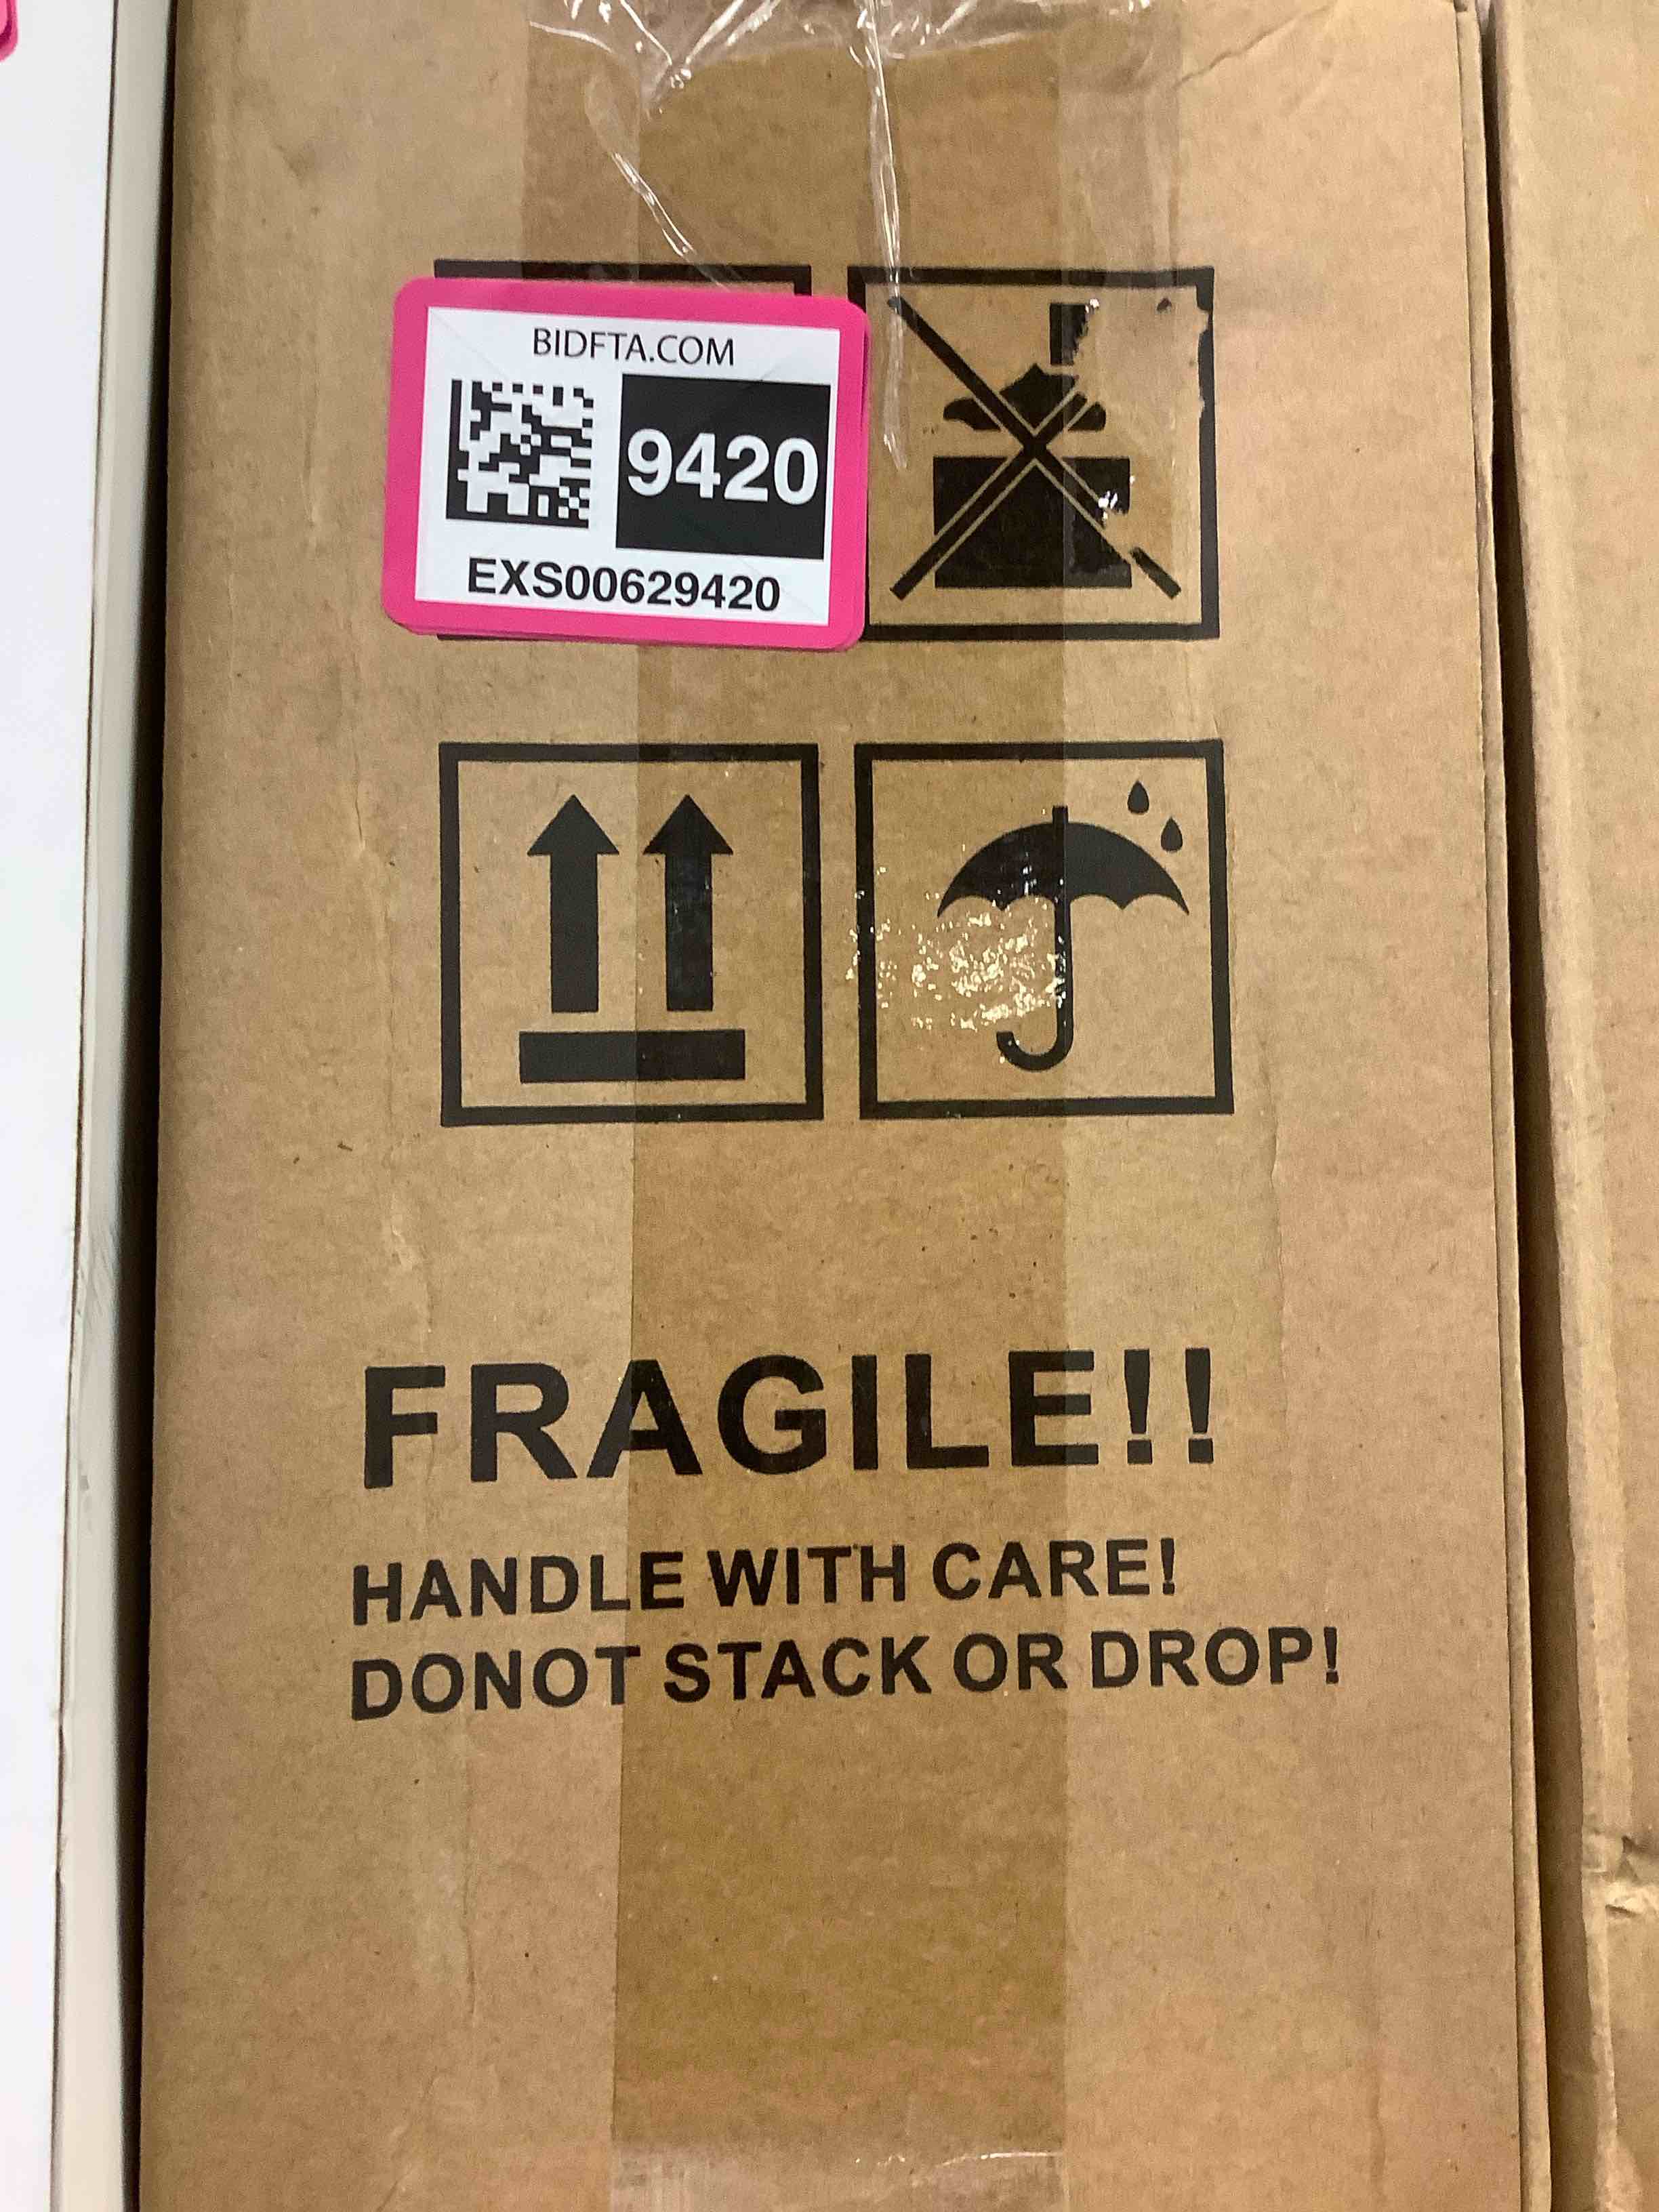 BIDFTA.COM
9420
EXS00629420
FRAGILE!!
HANDLE WITH CARE!
DONOT STACK OR DROP!